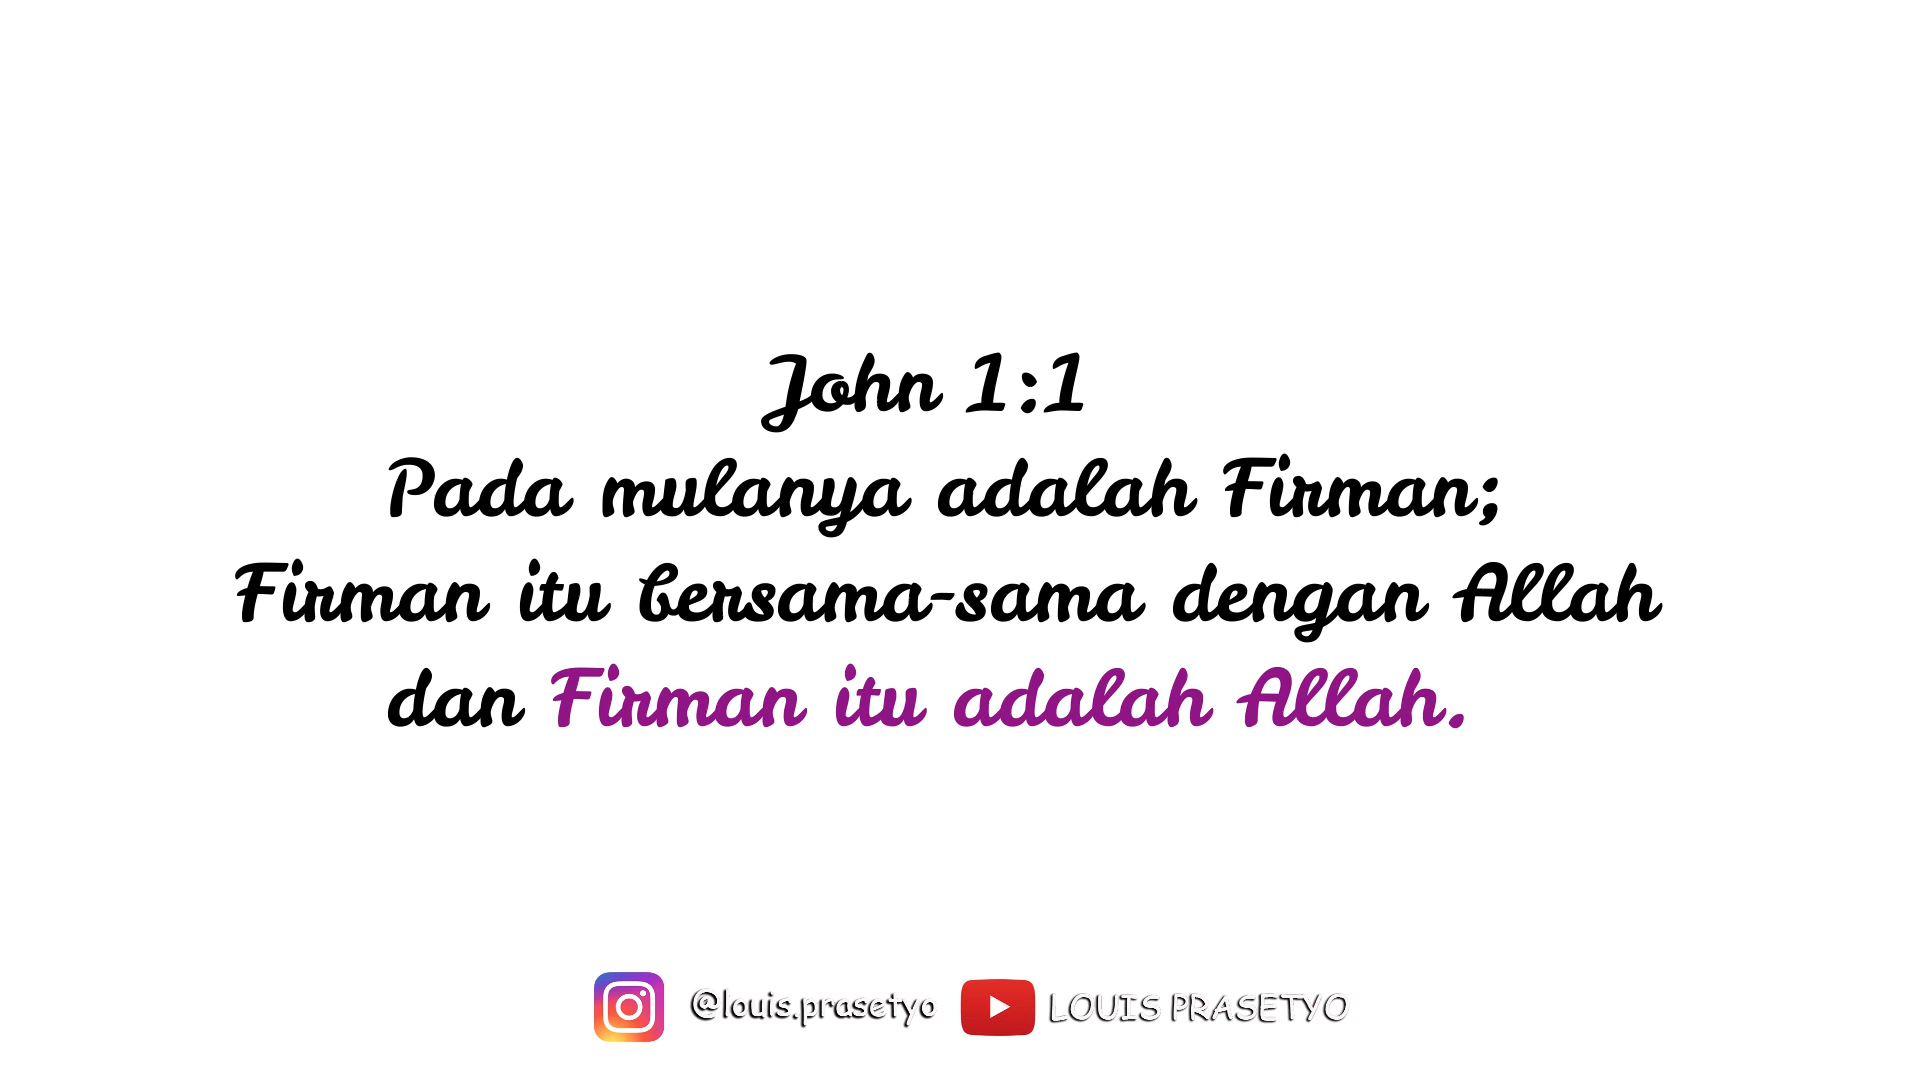 John 1:1
Pada mulanya adalah Firman;
Firman itu bersama-sama dengan Allah
dan Firman itu adalah Allah.
@louis.prasetyo LOUIS PRASETYO